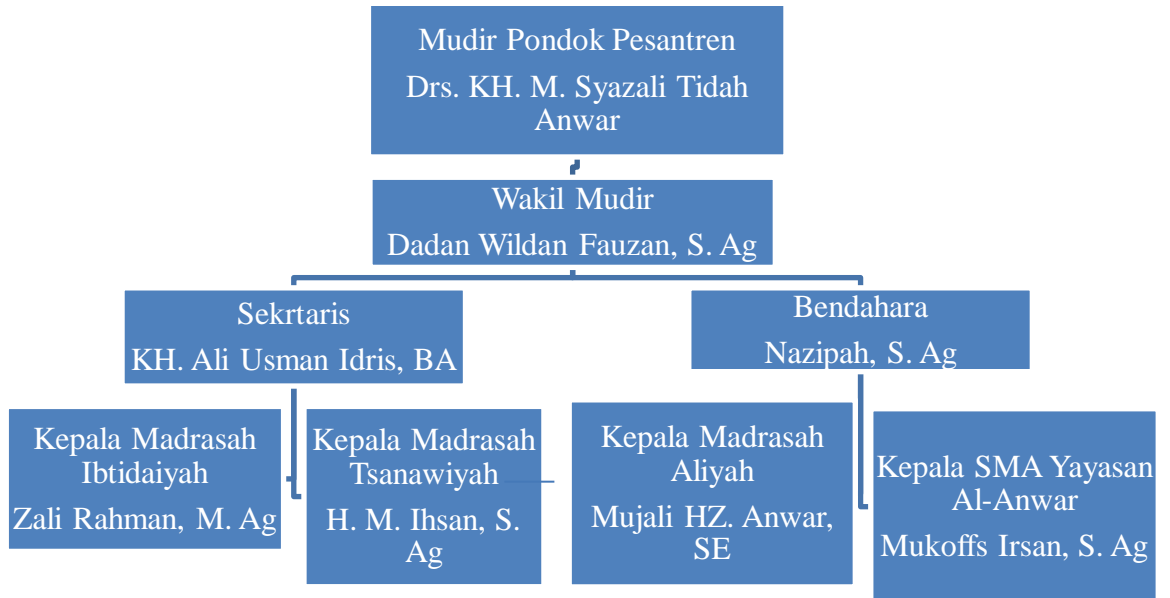 Mudir Pondok Pesantren
Drs. KH. M. Syazali Tidah
Anwar
Wakil Mudir
Dadan Wildan Fauzan, S. Ag
Sekrtaris
KH. Ali Usman Idris, BA
Bendahara
Nazipah, S. Ag
Kepala Madrasah
Ibtidaiyah
Zali Rahman, M. Ag
Kepala Madrasah
Tsanawiyah
H. M. Ihsan, S.
Ag
Kepala Madrasah
Aliyah
Mujali HZ. Anwar,
SE
Kepala SMA Yayasan
Al-Anwar
Mukoffs Irsan, S. Ag